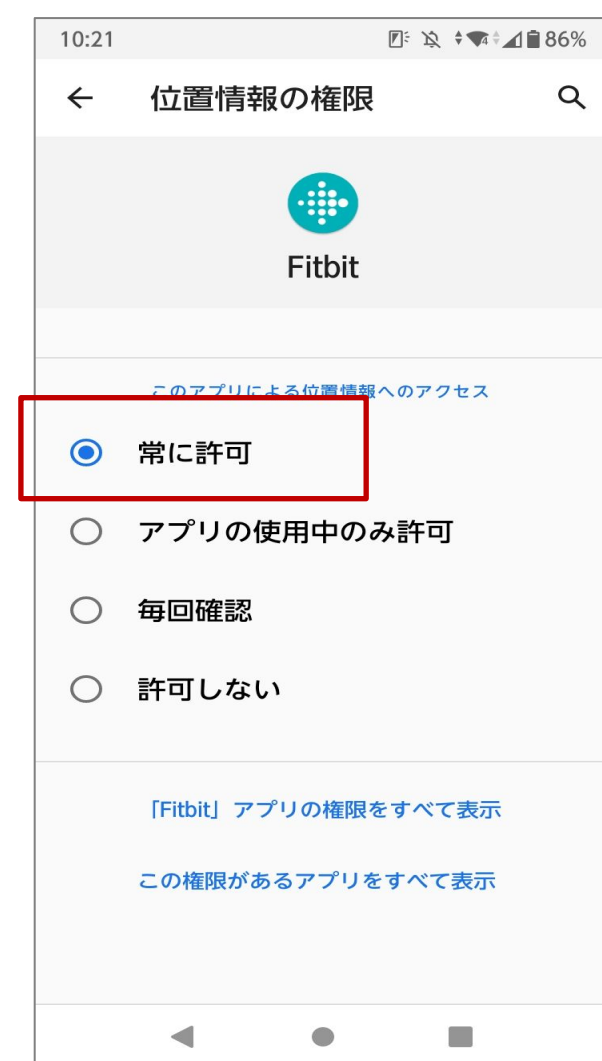 10:21 86%
位置情報の権限
Fitbit
このアプリによる位置情報へのアクセス
常に許可
アプリの使用中のみ許可
毎回確認
許可しない
「Fitbit」アプリの権限をすべて表示
この権限があるアプリをすべて表示